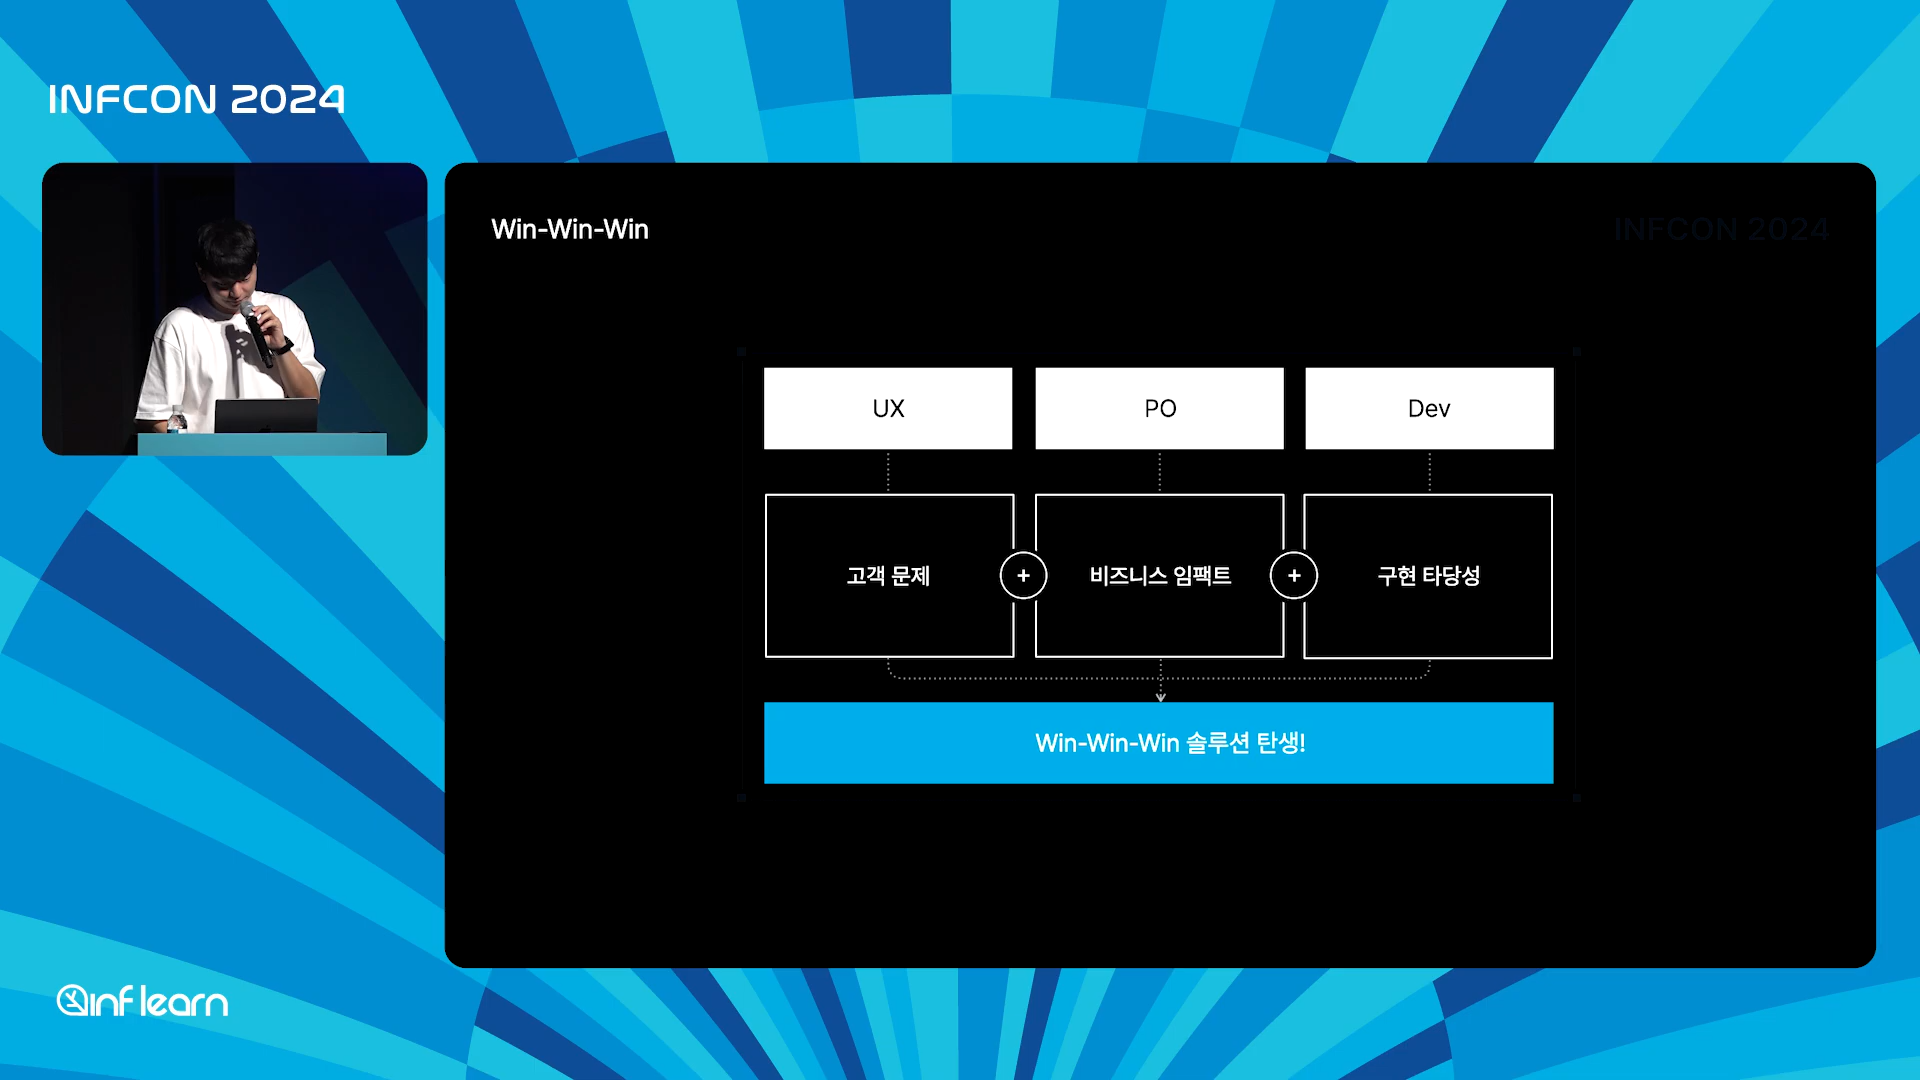 INFCON 2024
Win-Win-Win
INFCON 2024
UX
PO
Dev
고객 문제
+
비즈니스 임팩트
+
구현 타당성
Win-Win-Win 솔루션 탄생!
inflearn